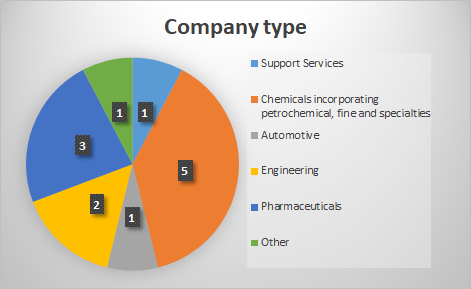 Company type
1
1
5
3
2
1
Support Services
Chemicals incorporating
petrochemical, fine and specialties
Automotive
Engineering
Pharmaceuticals
Other